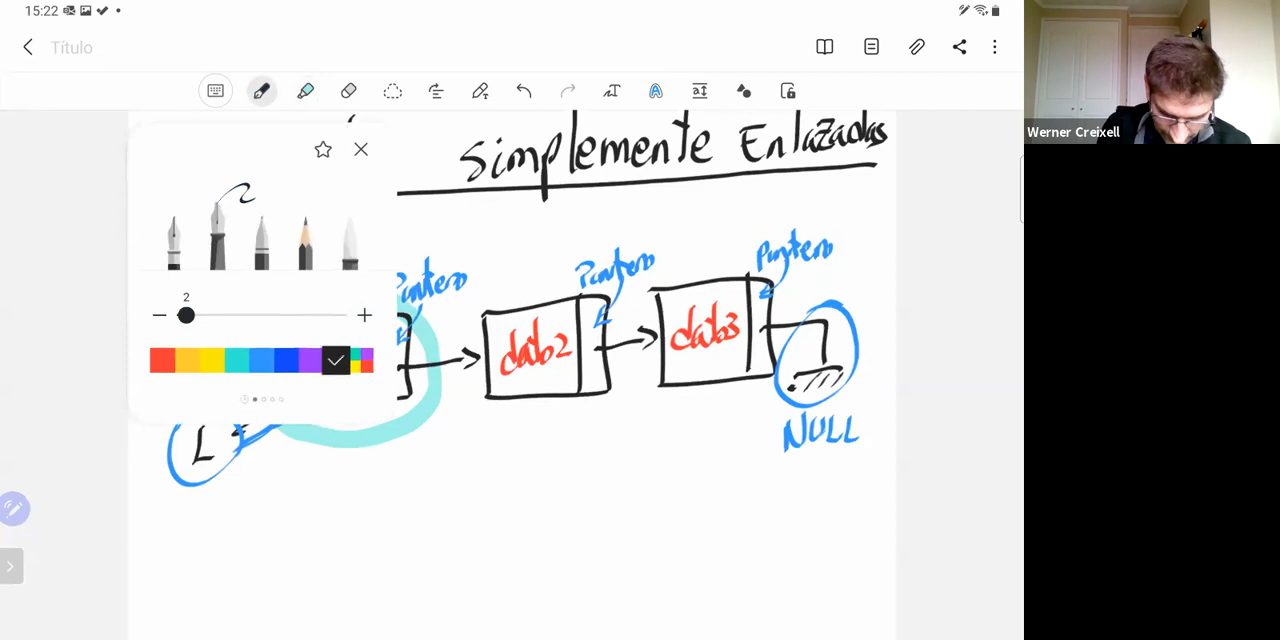 15:22
Título
Werner Creixell
Simplemente Enlazadas
Puntero
Puntero
Puntero
2
dato2
dato3
L
NULL